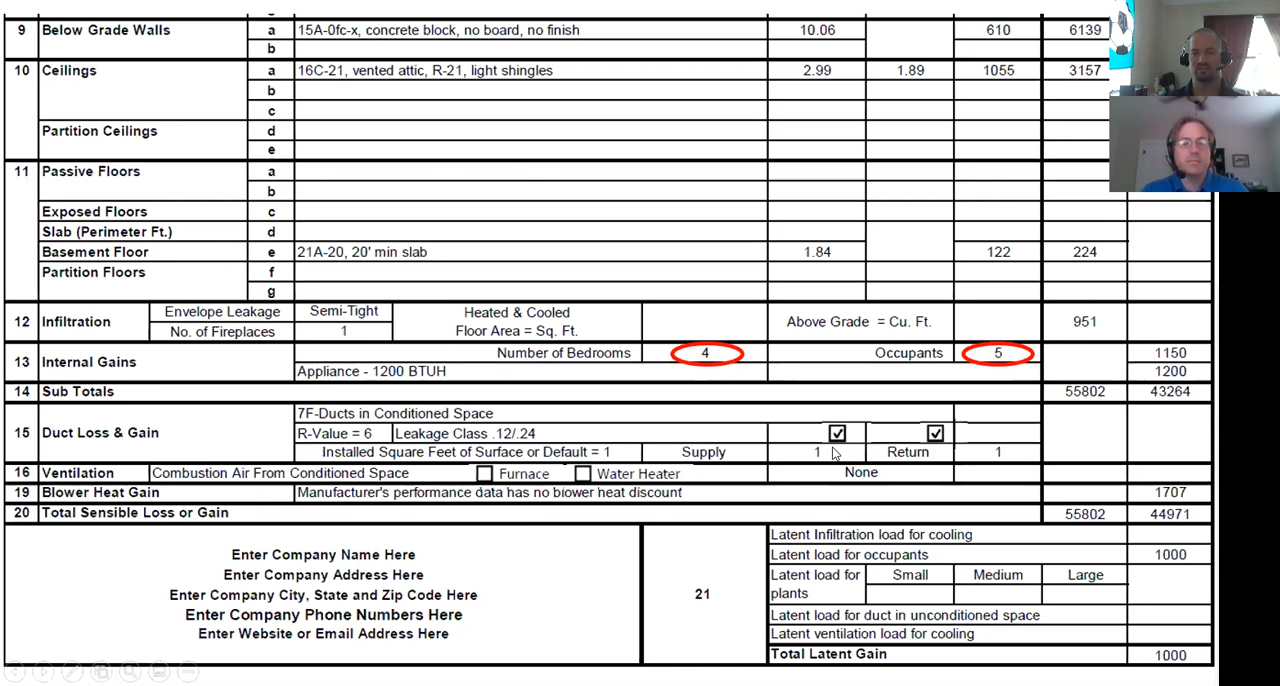 9 Below Grade Walls a 15A-0fc-x, concrete block, no board, no finish 10.06 610 6139
b
10 Ceilings a 16C-21, vented attic, R-21, light shingles 2.99 1.89 1055 3157
b
c
Partition Ceilings d
e
11 Passive Floors a
b
Exposed Floors c
Slab (Perimeter Ft.) d
Basement Floor e 21A-20, 20' min slab 1.84 122 224
Partition Floors f
g
12 Infiltration Envelope Leakage Semi-Tight Heated & Cooled Above Grade = Cu. Ft. 951
No. of Fireplaces 1 Floor Area = Sq. Ft.
13 Internal Gains Number of Bedrooms 4 Occupants 5 1150
Appliance - 1200 BTUH 1200
14 Sub Totals 55802 43264
7F-Ducts in Conditioned Space
15 Duct Loss & Gain R-Value = 6 Leakage Class .12/.24
Installed Square Feet of Surface or Default = 1 Supply 1 Return 1
16 Ventilation Combustion Air From Conditioned Space Furnace Water Heater None
19 Blower Heat Gain Manufacturer's performance data has no blower heat discount 1707
20 Total Sensible Loss or Gain 55802 44971
Enter Company Name Here
Enter Company Address Here
Enter Company City, State and Zip Code Here
Enter Company Phone Numbers Here
Enter Website or Email Address Here
21
Latent Infiltration load for cooling
Latent load for occupants 1000
Latent load for plants Small Medium Large
Latent load for duct in unconditioned space
Latent ventilation load for cooling
Total Latent Gain 1000